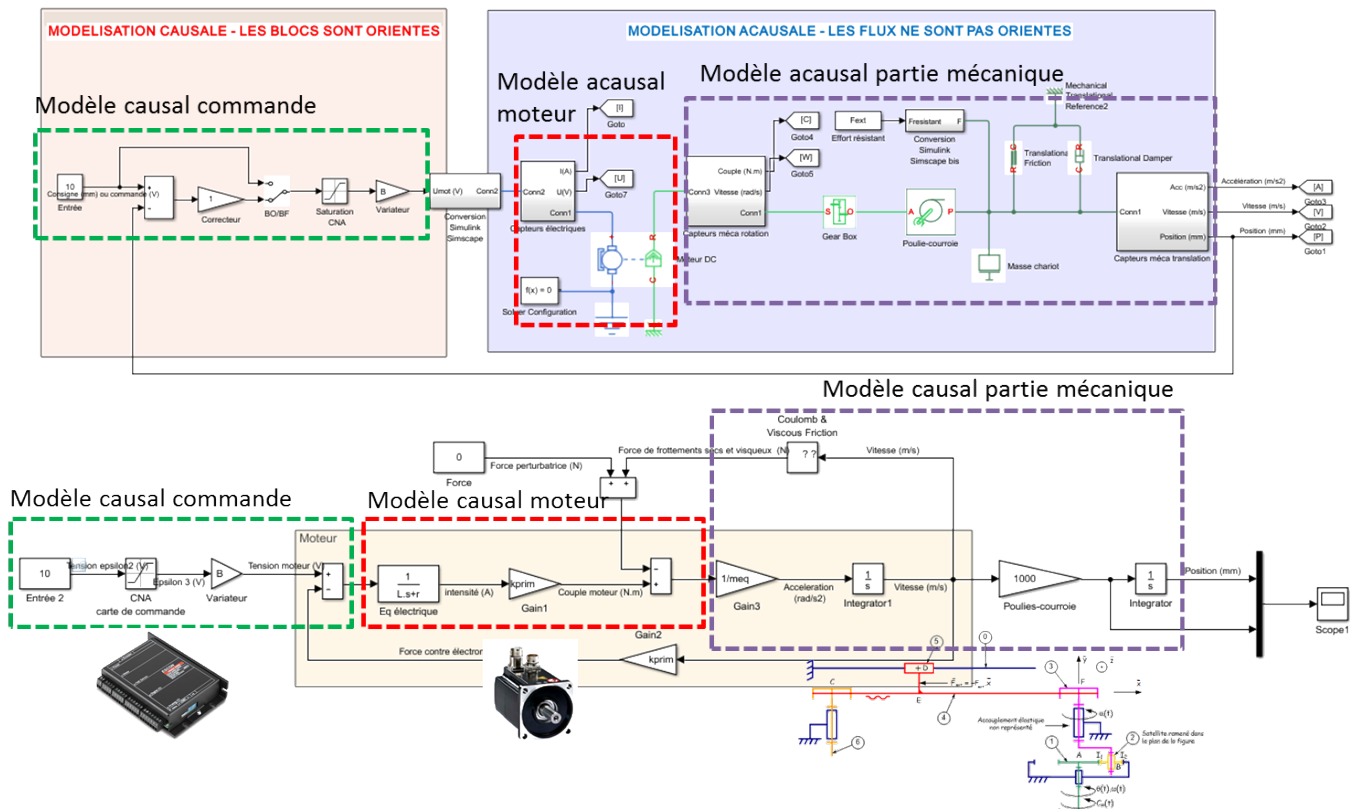 MODELISATION CAUSALE - LES BLOCS SONT ORIENTES
MODELISATION ACAUSALE - LES FLUX NE SONT PAS ORIENTES
Modèle causal commande
Modèle acausal
moteur
Modèle acausal partie mécanique
10
Consigne (mm) ou commande (V)
Entrée
+
-
1
Correcteur
BO/BF
Saturation
CNA
B
Variateur
Umot (V)
Conn2
Conversion
Simulink
Simscape
Conn2
I(A)
U(V)
Conn1
Capteurs électriques
[I]
Goto
[U]
Goto7
f(x) = 0
Solver Configuration
+
-
R
C
Moteur DC
Couple (N.m)
Conn3
Vitesse (rad/s)
Conn1
Capteurs méca rotation
[C]
Goto4
[W]
Goto5
Fext
Effort résistant
Fresistant
F
Conversion
Simulink
Simscape bis
S
O
Gear Box
A
P
Poulie-courroie
Masse chariot
Mechanical
Translational
Reference2
R
C
Translational
Friction
C
R
Translational Damper
Acc (m/s2)
Conn1
Vitesse (m/s)
Position (mm)
Capteurs méca translation
Accélération (m/s2)
[A]
Goto3
Vitesse (m/s)
[V]
Goto2
Position (mm)
[P]
Goto1
Modèle causal partie mécanique
Coulomb &
Viscous Friction
? ?
Force de frottements secs et visqueux (N)
Vitesse (m/s)
0
Force perturbatrice (N)
Force
+ +
Modèle causal commande
Modèle causal moteur
Moteur
10
Entrée 2
Tension epsilon2 (V)
CNA
carte de commande
Epsilon 3 (V)
B
Variateur
Tension moteur (V)
+
-
1
L.s+r
Eq électrique
intensité (A)
kprim
Gain1
Couple moteur (N.m)
-
+
Gain2
kprim
Force contre électron
1/meq
Gain3
Acceleration
(rad/s2)
1
s
Integrator1
Vitesse (m/s)
1000
Poulies-courroie
1
s
Integrator
Position (mm)
Scope1
5
0
+ D
C
E
4
6
3
F
Accouplement élastique
non représenté
α(t)
Satellite ramené dans
le plan de la figure
1
2
A
B
θ(t),ω(t)